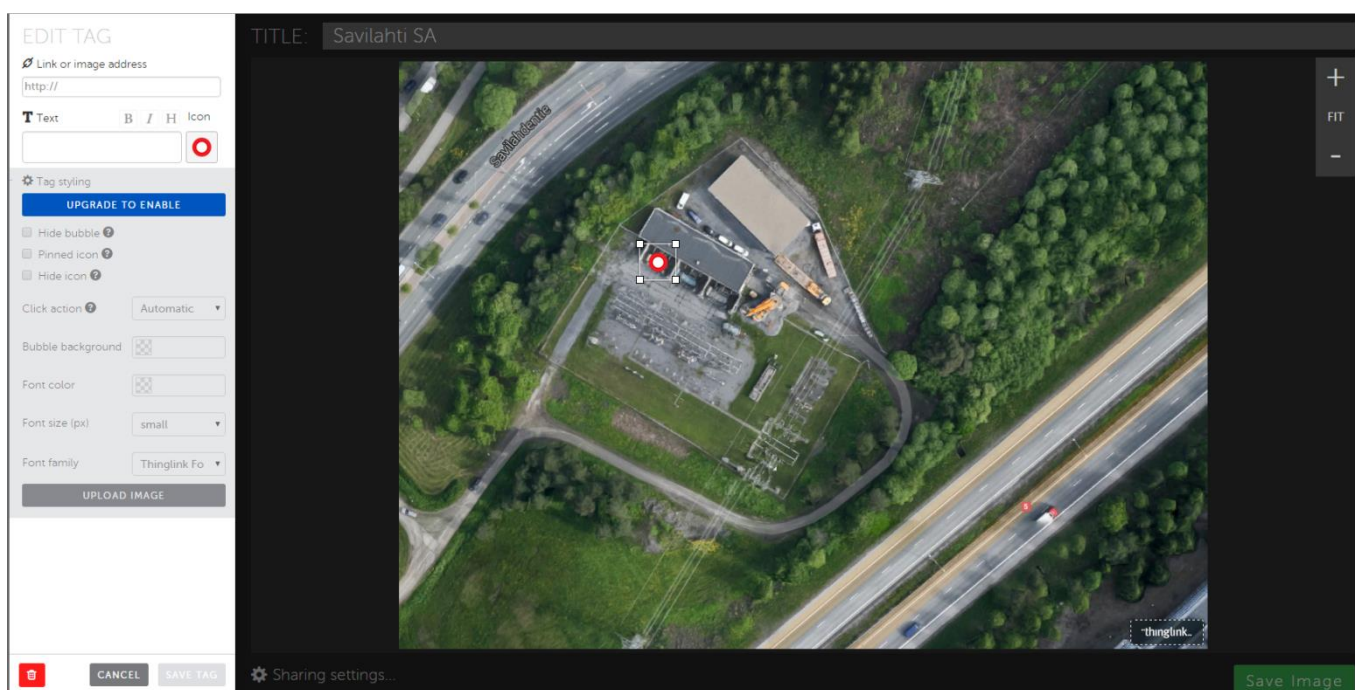 EDIT TAG
Link or image address
http://
T Text B I H Icon
Tag styling
UPGRADE TO ENABLE
Hide bubble ?
Pinned icon ?
Hide icon ?
Click action ? Automatic
Bubble background
Font color
Font size (px) small
Font family Thinglink Fo
UPLOAD IMAGE
CANCEL SAVE TAG
TITLE: Savilahti SA
+
FIT
-
Savilahdentie
5
thinglink..
Sharing settings...
Save Image